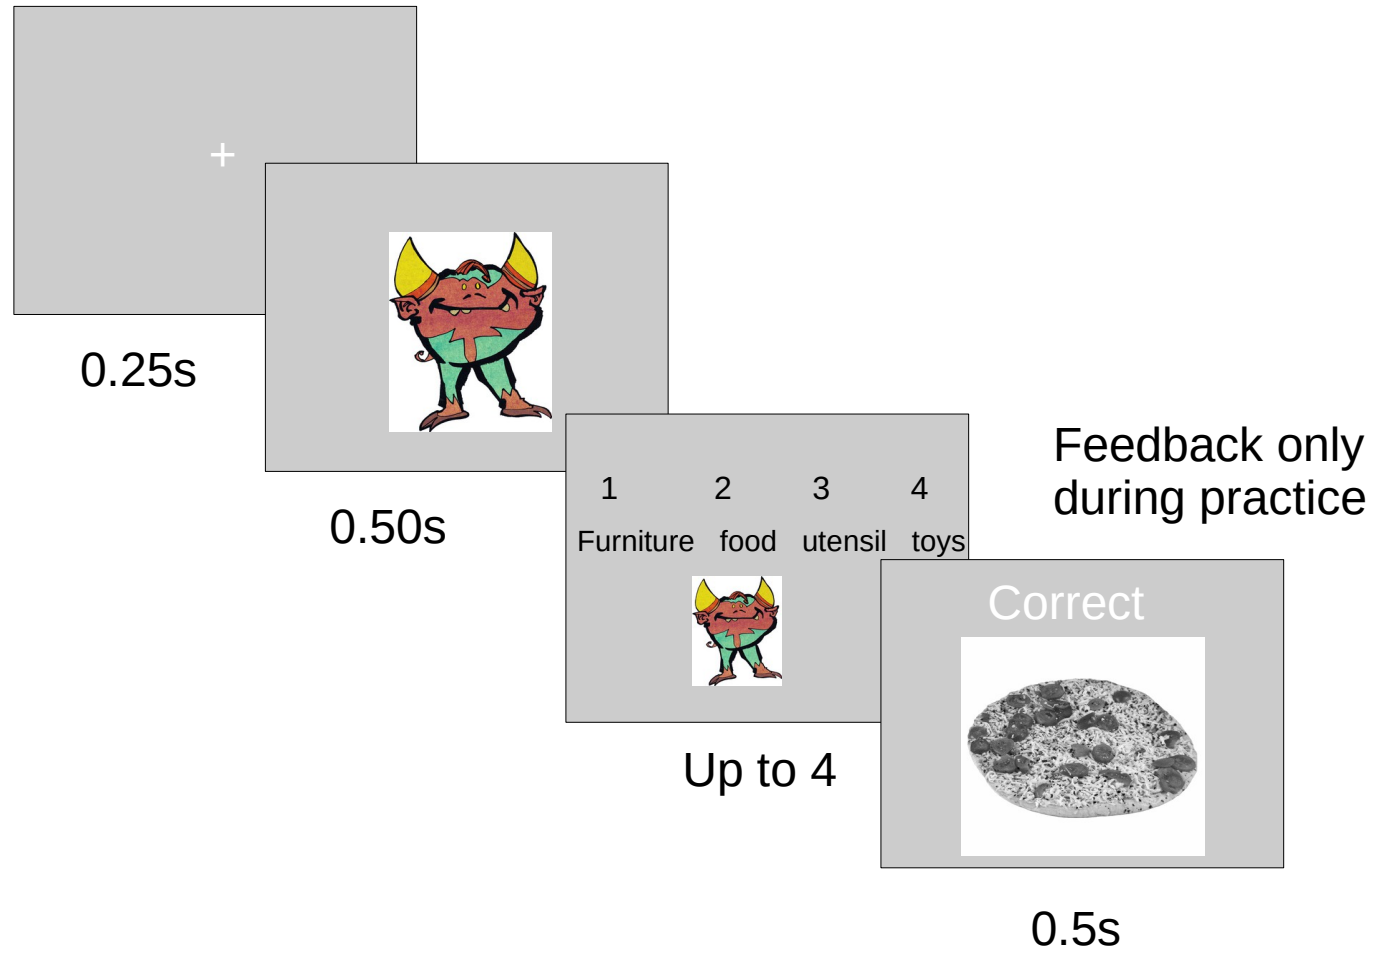 +
0.25s
0.50s
1 2 3 4
Furniture food utensil toys
Up to 4
Feedback only
during practice
Correct
0.5s